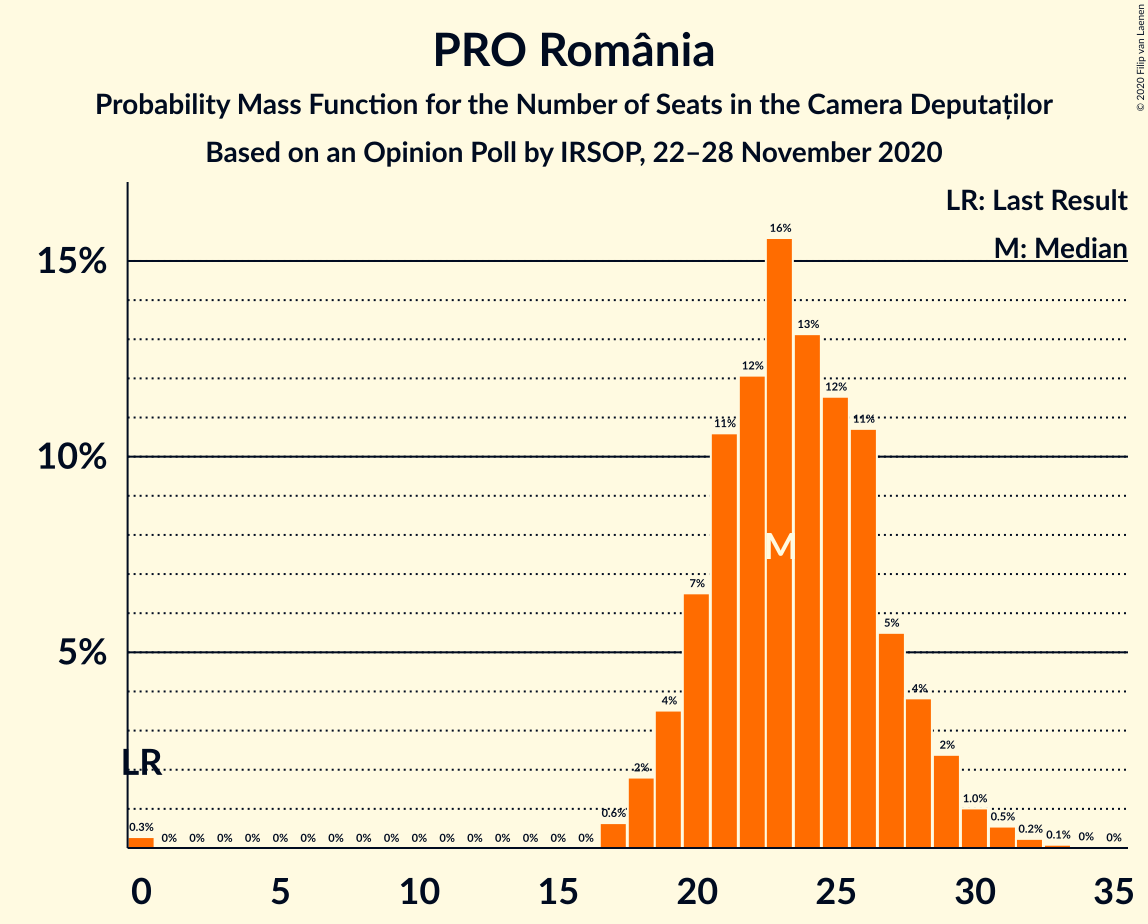 PRO România
Probability Mass Function for the Number of Seats in the Camera Deputaților
Based on an Opinion Poll by IRSOP, 22–28 November 2020
© 2020 Filip van Laenen
LR: Last Result
M: Median
15%
10%
5%
LR
M
0.3% 0% 0% 0% 0% 0% 0% 0% 0% 0% 0% 0% 0% 0% 0% 0% 0% 0.6% 2% 4% 7% 11% 12% 16% 13% 12% 11% 5% 4% 2% 1.0% 0.5% 0.2% 0.1% 0% 0%
0 5 10 15 20 25 30 35